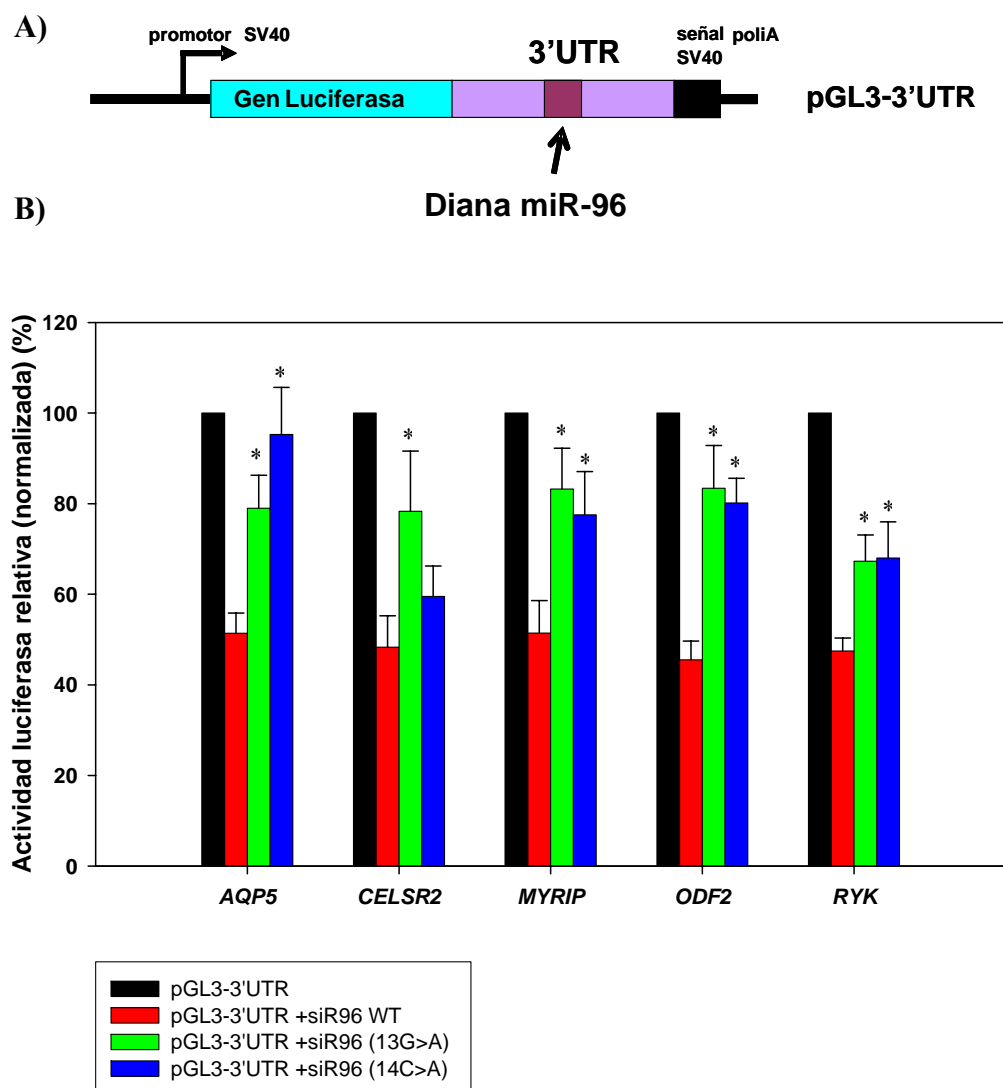 A)
promotor SV40
3'UTR
señal poliA
SV40
Gen Luciferasa
pGL3-3'UTR
Diana miR-96
B)
Actividad luciferasa relativa (normalizada) (%)
120
100
80
60
40
20
0
* * * * * * * * *
AQP5 CELSR2 MYRIP ODF2 RYK
pGL3-3'UTR
pGL3-3'UTR +siR96 WT
pGL3-3'UTR +siR96 (13G>A)
pGL3-3'UTR +siR96 (14C>A)